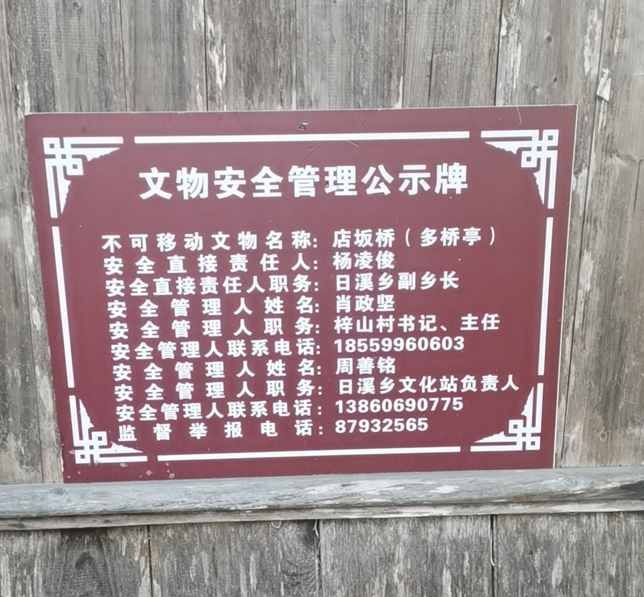 文物安全管理公示牌
不可移动文物名称：店坂桥（多桥亭）
安全直接责任人：杨凌俊
安全直接责任人职务：日溪乡副乡长
安全管理人姓名：肖政坚
安全管理人职务：梓山村书记、主任
安全管理人联系电话：18559960603
安全管理人姓名：周善铭
安全管理人职务：日溪乡文化站负责人
安全管理人联系电话：13860690775
监督举报电话：87932565